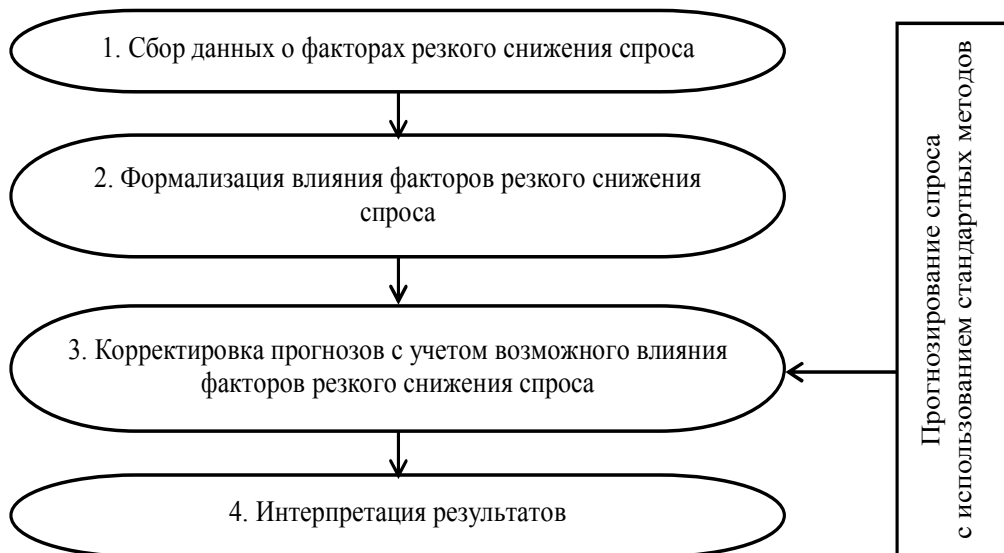 1. Сбор данных о факторах резкого снижения спроса
2. Формализация влияния факторов резкого снижения
спроса
3. Корректировка прогнозов с учетом возможного влияния
факторов резкого снижения спроса
4. Интерпретация результатов
Прогнозирование спроса
с использованием стандартных методов